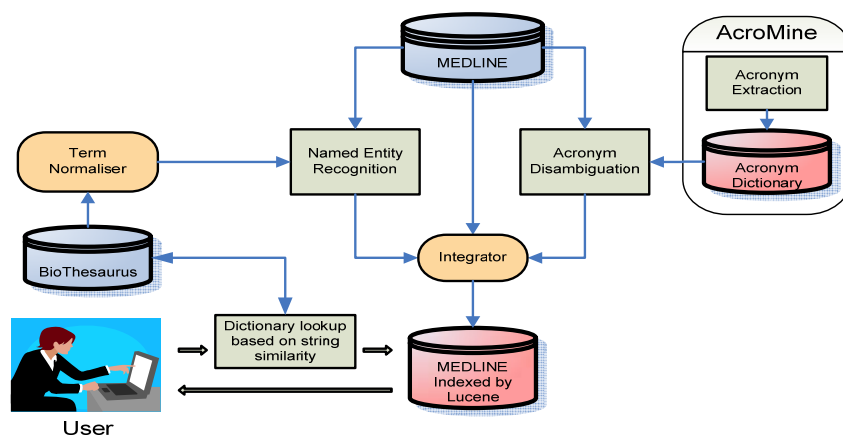 MEDLINE
AcroMine
Acronym
Extraction
Term
Normaliser
Named Entity
Recognition
Acronym
Disambiguation
Acronym
Dictionary
BioThesaurus
Integrator
Dictionary lookup
based on string
similarity
MEDLINE
Indexed by
Lucene
User